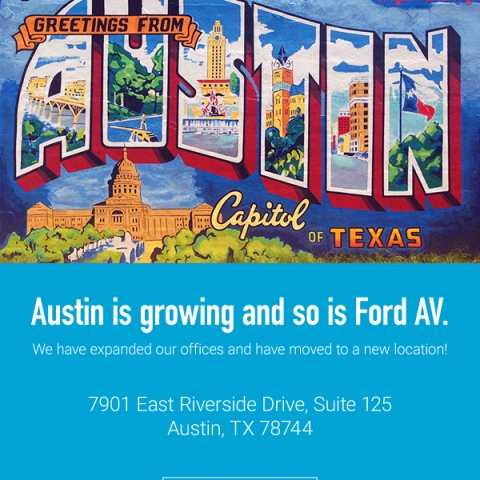 GREETINGS FROM
AUSTIN
Capitol
OF TEXAS
Austin is growing and so is Ford AV.
We have expanded our offices and have moved to a new location!
7901 East Riverside Drive, Suite 125
Austin, TX 78744